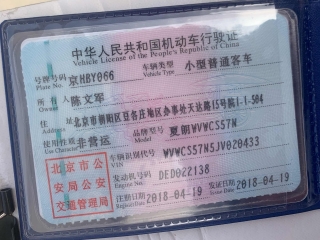 中华人民共和国机动车行驶证
Vehicle License of the People's Republic of China
号牌号码 京HBY066 车辆类型 小型普通客车
Plate No. Vehicle Type
所有人 陈文军
住址 北京市朝阳区豆各庄地区办事处天达路15号院1-1-504
Address
使用性质 非营运 品牌型号 夏朗WVWCS57N
Use Character Model
北京市公安局公安交通管理局
车辆识别代号 WVWCS57N5JV020433
VIN
发动机号码 DED022138
Engine No.
注册日期 2018-04-19 发证日期 2018-04-19
Register Date Issue Date